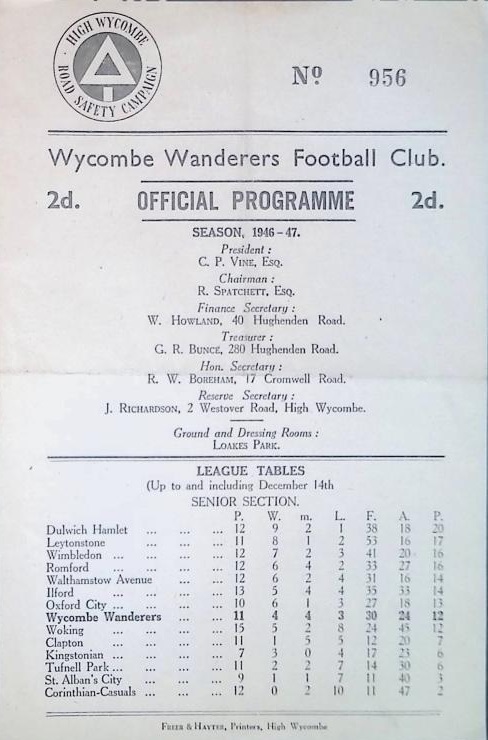 HIGH WYCOMBE
ROAD SAFETY CAMPAIGN
Nº 956
Wycombe Wanderers Football Club.
2d. OFFICIAL PROGRAMME 2d.
SEASON, 1946-47.
President :
C. P. VINE, ESQ.
Chairman :
R. SPATCHETT, ESQ.
Finance Secretary :
W. HOWLAND, 40 Hughenden Road.
Treasurer :
G. R. BUNCE, 280 Hughenden Road.
Hon. Secretary :
R. W. BOREHAM, 17 Cromwell Road.
Reserve Secretary :
J. RICHARDSON, 2 Westover Road, High Wycombe.
Ground and Dressing Rooms :
LOAKES PARK.
LEAGUE TABLES
(Up to and including December 14th
SENIOR SECTION.
P. W. m. L. F. A. P.
Dulwich Hamlet ... ... ... 12 9 2 1 38 18 20
Leytonstone ... ... ... 11 8 1 2 53 16 17
Wimbledon ... ... ... ... 12 7 2 3 41 20 16
Romford ... ... ... 12 6 4 2 33 27 16
Walthamstow Avenue ... ... 12 6 2 4 31 16 14
Ilford ... ... ... 13 5 4 4 35 33 14
Oxford City ... ... ... ... 10 6 1 3 27 18 13
Wycombe Wanderers ... ... 11 4 4 3 30 24 12
Woking ... ... ... 15 5 2 8 24 45 12
Clapton ... ... ... 11 1 5 5 12 20 7
Kingstonian ... ... ... 7 3 0 4 17 23 6
Tufnell Park ... ... ... ... 11 2 2 7 14 30 6
St. Alban's City ... ... ... 9 1 1 7 11 40 3
Corinthian-Casuals ... ... ... 12 0 2 10 11 47 2
FREER & HAYTER, Printers, High Wycombe